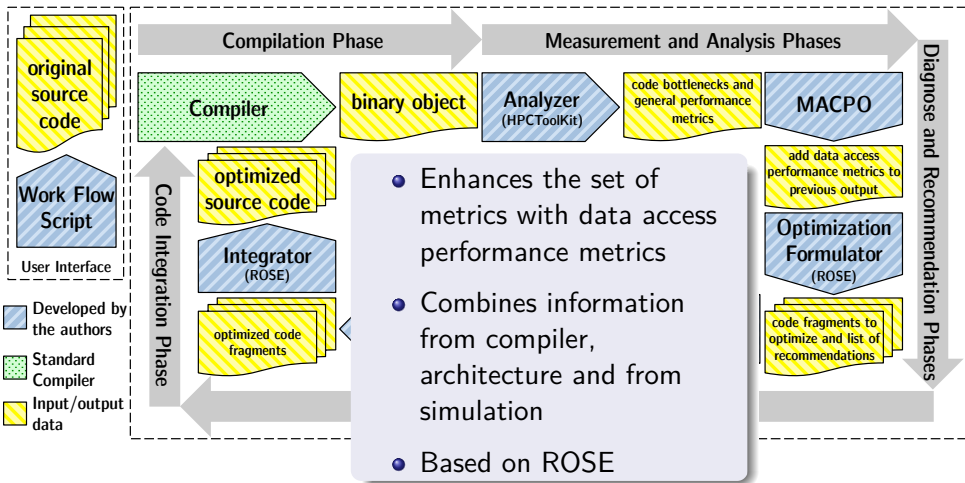 original
source
code
Work Flow
Script
User Interface
Developed by
the authors
Standard
Compiler
Input/output
data
Compilation Phase
Measurement and Analysis Phases
Diagnose and Recommendation Phases
Code Integration Phase
Compiler
binary object
Analyzer
(HPCToolKit)
code bottlenecks and
general performance
metrics
MACPO
add data access
performance metrics to
previous output
Optimization
Formulator
(ROSE)
code fragments to
optimize and list of
recommendations
optimized
source code
Integrator
(ROSE)
optimized code
fragments
• Enhances the set of
metrics with data access
performance metrics
• Combines information
from compiler,
architecture and from
simulation
• Based on ROSE